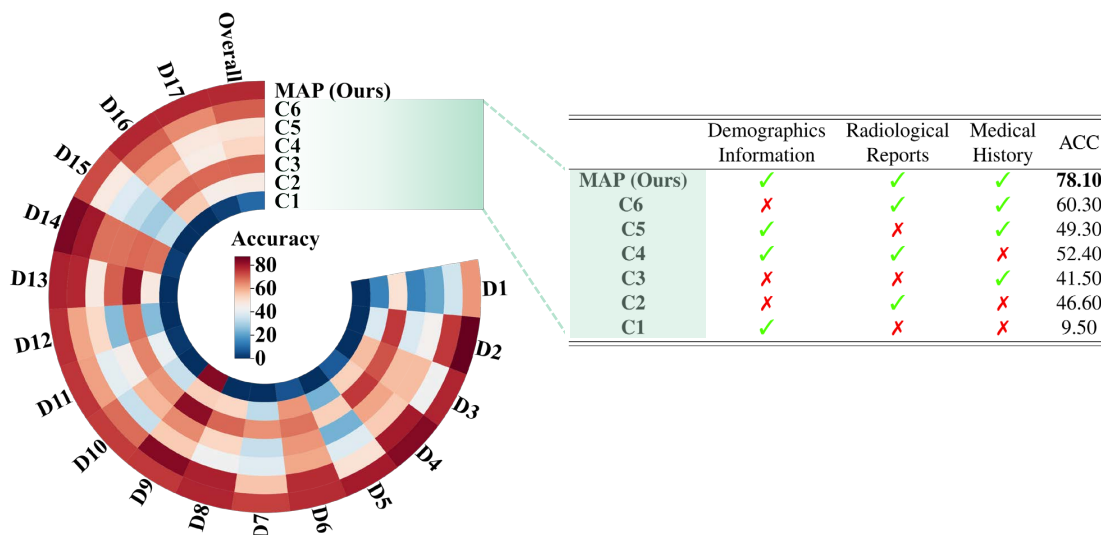 Overall
D17
D16
D15
D14
D13
D12
D11
D10
D9
D8
D7
D6
D5
D4
D3
D2
D1
MAP (Ours)
C6
C5
C4
C3
C2
C1
Accuracy
80
60
40
20
0
Demographics Information Radiological Reports Medical History ACC
MAP (Ours) ✓ ✓ ✓ 78.10
C6 ✗ ✓ ✓ 60.30
C5 ✓ ✗ ✓ 49.30
C4 ✓ ✓ ✗ 52.40
C3 ✗ ✗ ✓ 41.50
C2 ✗ ✓ ✗ 46.60
C1 ✓ ✗ ✗ 9.50